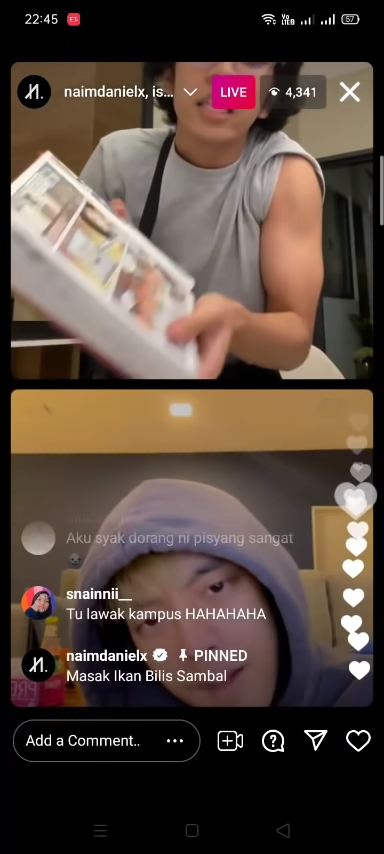 22:45
57
naimdanielx, is...
LIVE
4,341
Aku syak dorang ni pisyang sangat
snainnii__
Tu lawak kampus HAHAHAHA
naimdanielx PINNED
Masak Ikan Bilis Sambal
Add a Comment..